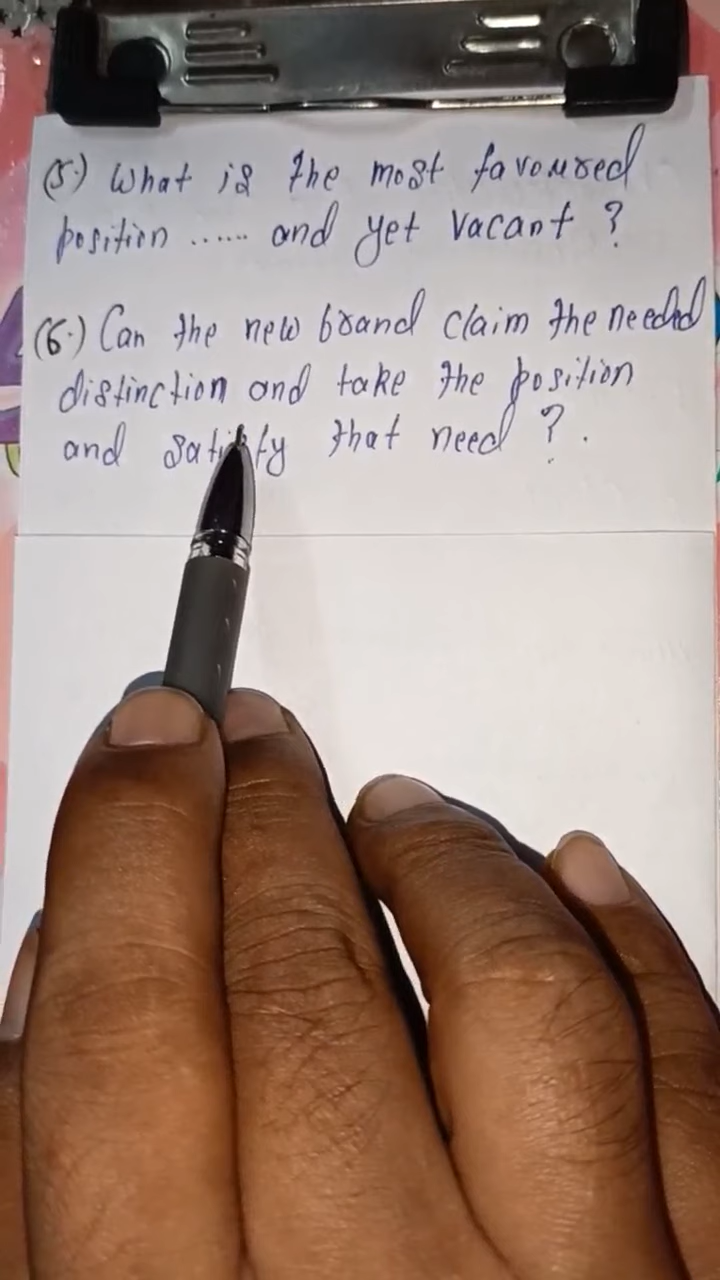 (5.) What is the most favoured
position ...... and yet vacant ?
(6.) Can the new brand claim the needed
distinction and take the position
and satisfy that need ?.